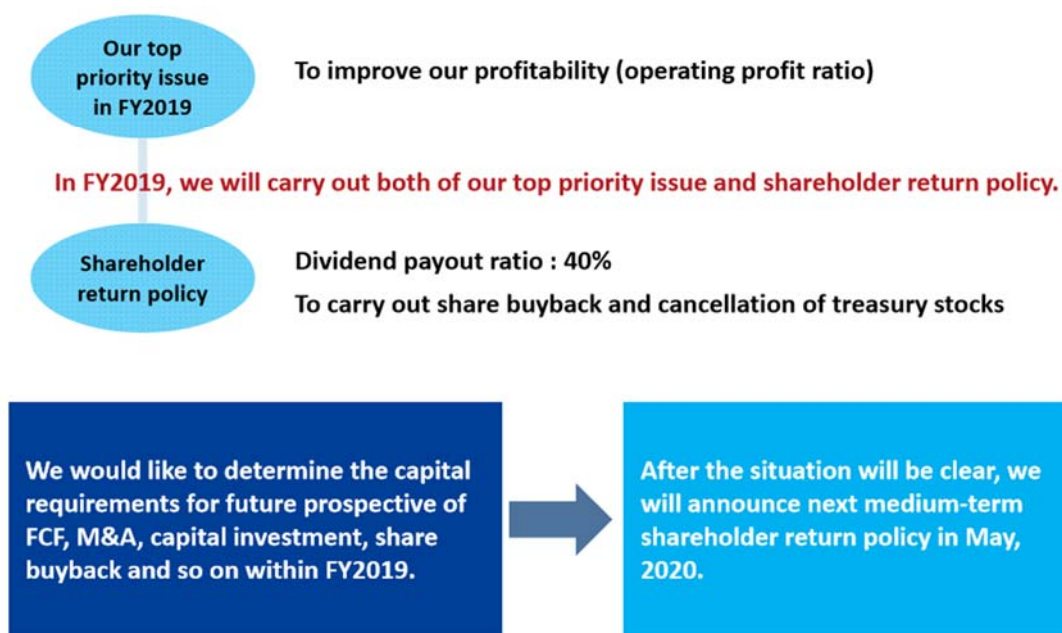 Our top
priority issue
in FY2019
To improve our profitability (operating profit ratio)
In FY2019, we will carry out both of our top priority issue and shareholder return policy.
Shareholder
return policy
Dividend payout ratio : 40%
To carry out share buyback and cancellation of treasury stocks
We would like to determine the capital
requirements for future prospective of
FCF, M&A, capital investment, share
buyback and so on within FY2019.
After the situation will be clear, we
will announce next medium-term
shareholder return policy in May,
2020.